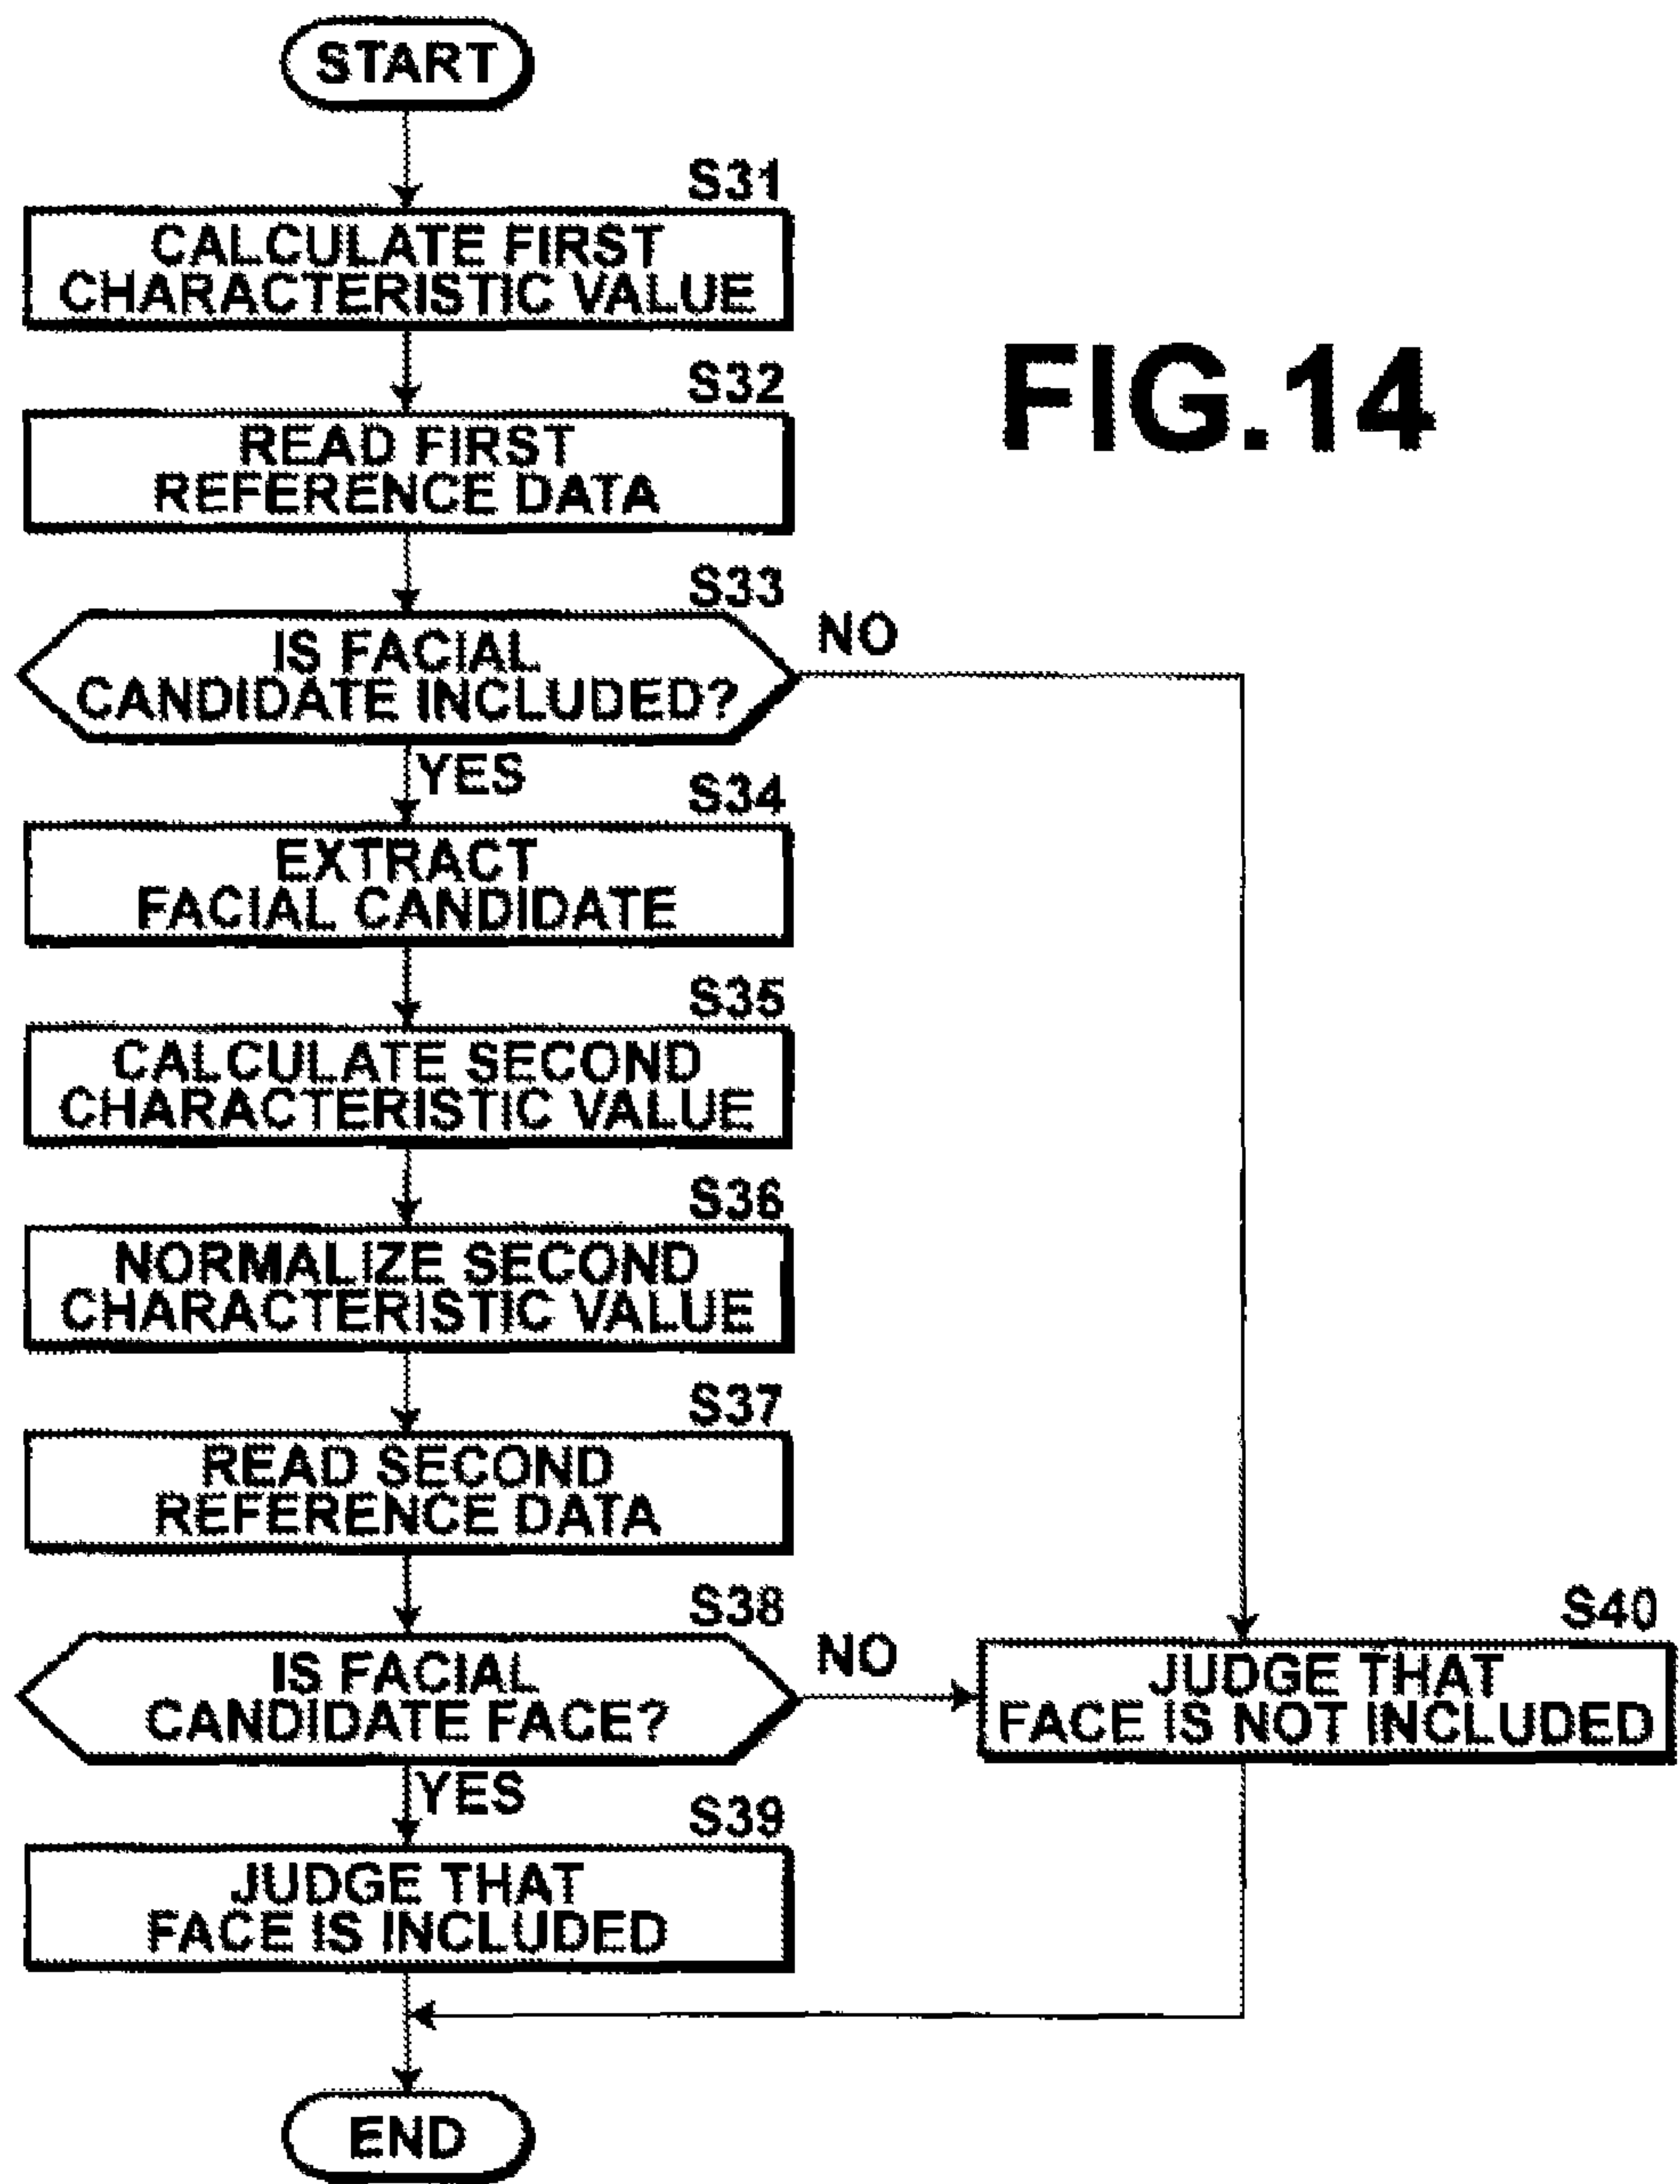 START
S31
CALCULATE FIRST
CHARACTERISTIC VALUE
FIG.14
S32
READ FIRST
REFERENCE DATA
S33
IS FACIAL
CANDIDATE INCLUDED?
NO
YES
S34
EXTRACT
FACIAL CANDIDATE
S35
CALCULATE SECOND
CHARACTERISTIC VALUE
S36
NORMALIZE SECOND
CHARACTERISTIC VALUE
S37
READ SECOND
REFERENCE DATA
S38
IS FACIAL
CANDIDATE FACE?
NO
S40
JUDGE THAT
FACE IS NOT INCLUDED
YES
S39
JUDGE THAT
FACE IS INCLUDED
END